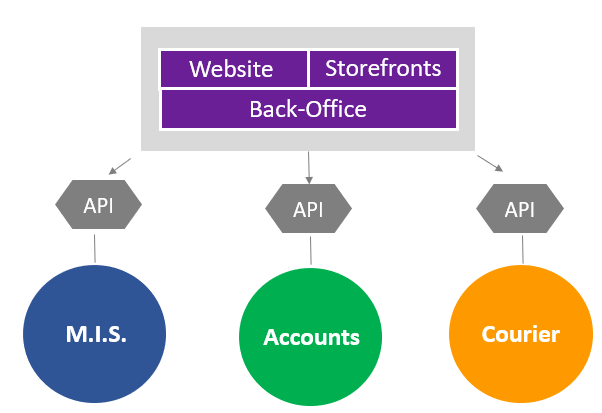 Website
Storefronts
Back-Office
API
API
API
M.I.S.
Accounts
Courier